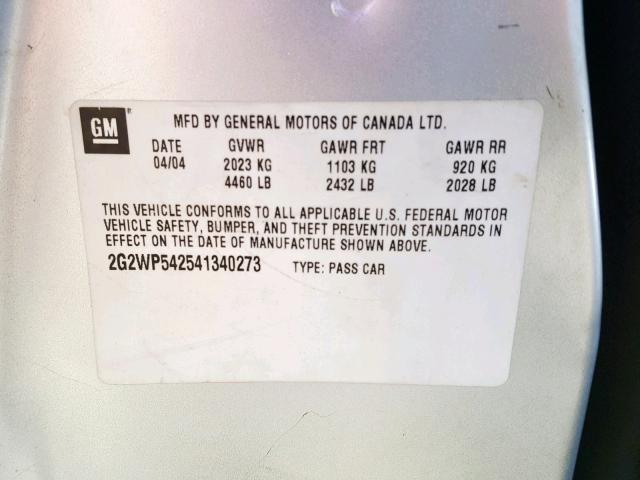 GM
MFD BY GENERAL MOTORS OF CANADA LTD.
DATE GVWR GAWR FRT GAWR RR
04/04 2023 KG 1103 KG 920 KG
4460 LB 2432 LB 2028 LB
THIS VEHICLE CONFORMS TO ALL APPLICABLE U.S. FEDERAL MOTOR
VEHICLE SAFETY, BUMPER, AND THEFT PREVENTION STANDARDS IN
EFFECT ON THE DATE OF MANUFACTURE SHOWN ABOVE.
2G2WP542541340273 TYPE: PASS CAR